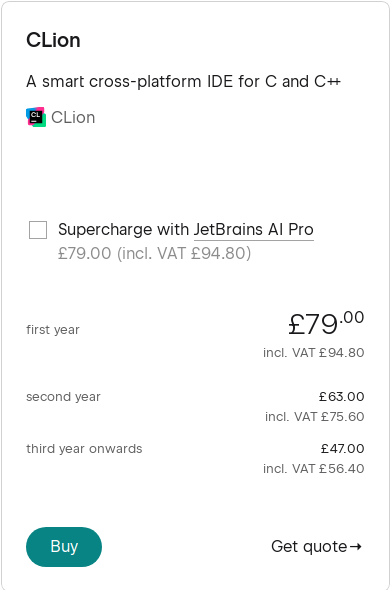 CLion
A smart cross-platform IDE for C and C++
CL
CLion
Supercharge with JetBrains AI Pro
£79.00 (incl. VAT £94.80)
first year £79.00
incl. VAT £94.80
second year £63.00
incl. VAT £75.60
third year onwards £47.00
incl. VAT £56.40
Buy Get quote→